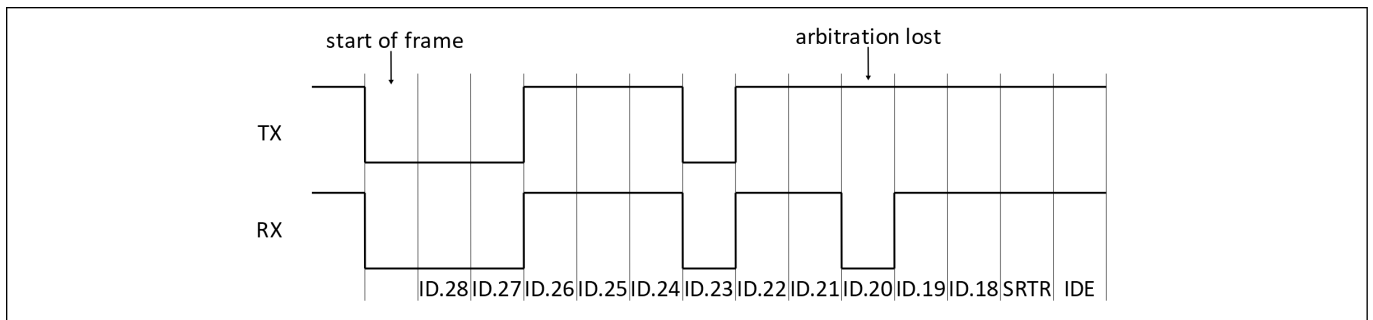 start of frame
arbitration lost
TX
RX
ID.28 ID.27 ID.26 ID.25 ID.24 ID.23 ID.22 ID.21 ID.20 ID.19 ID.18 SRTR IDE